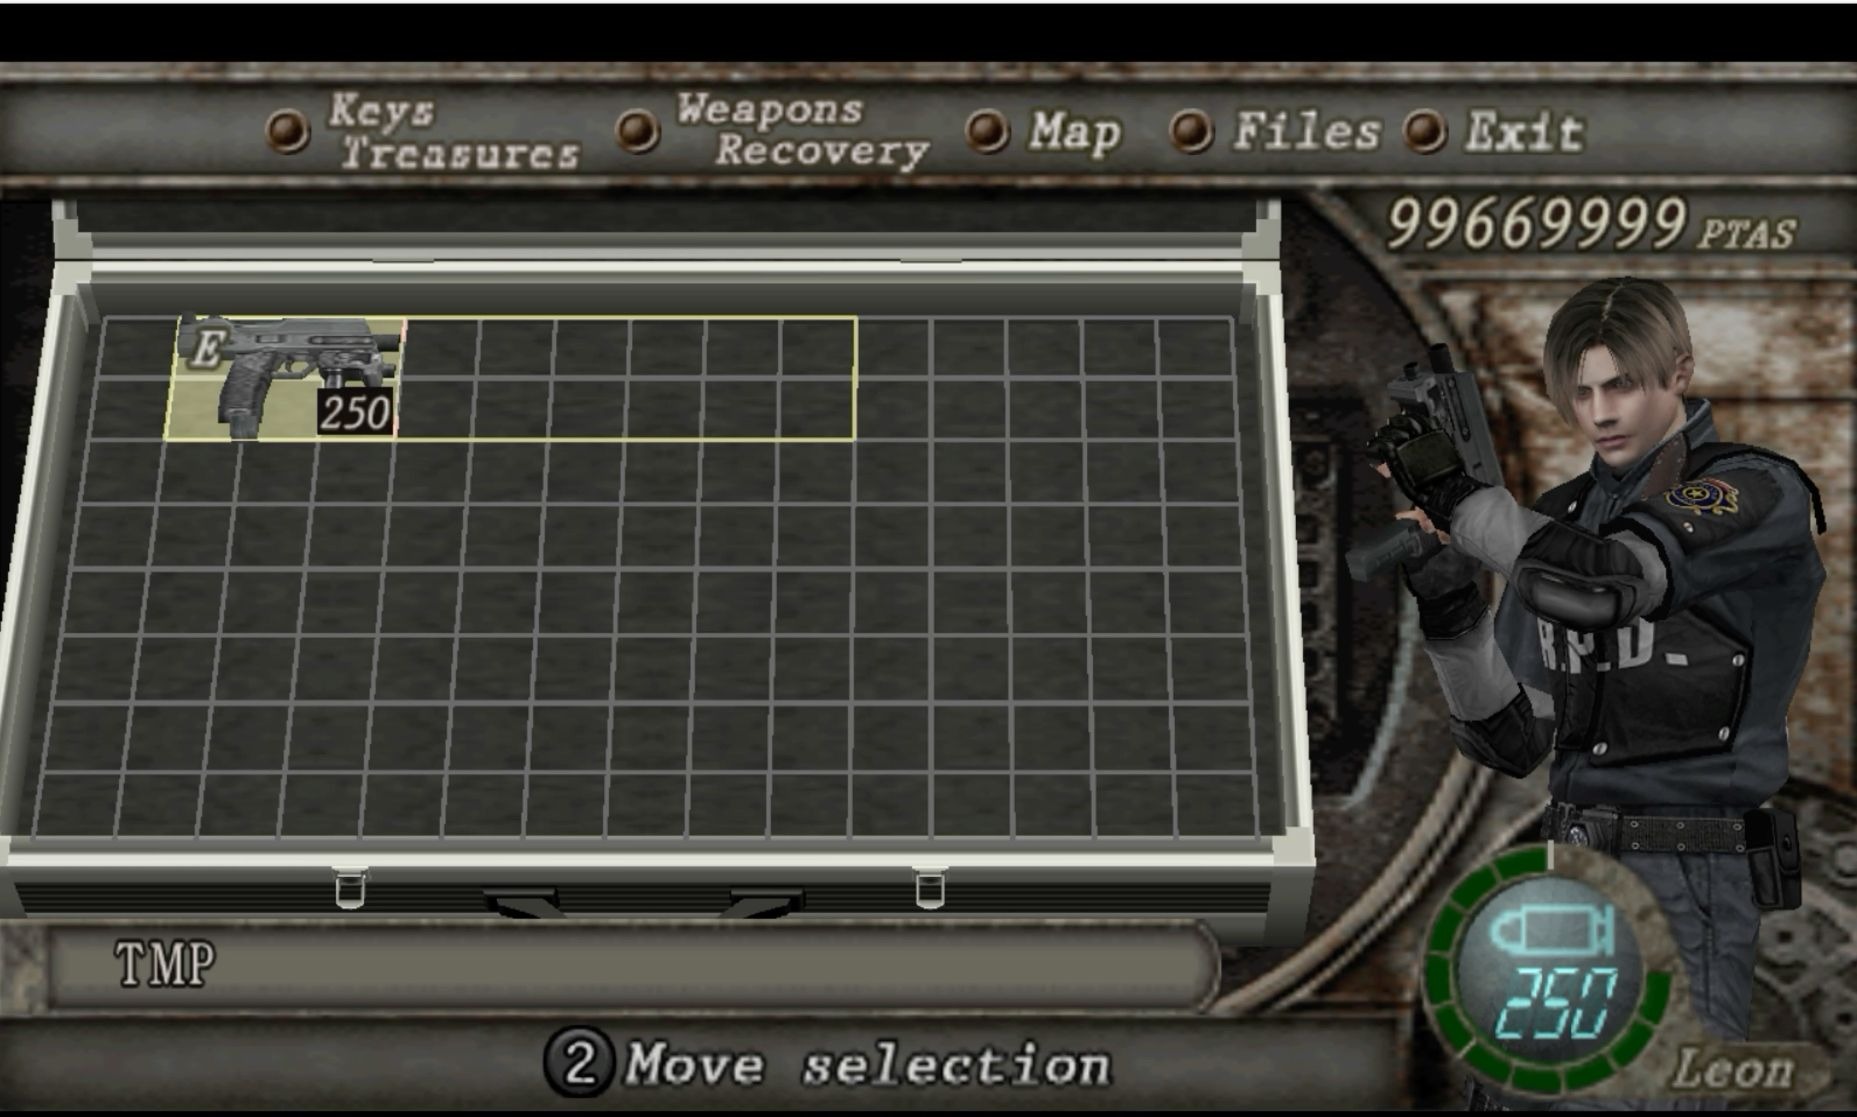 Keys
Treasures
Weapons
Recovery
Map
Files
Exit
99669999 PTAS
E
250
R.P.D.
TMP
250
2 Move selection
Leon